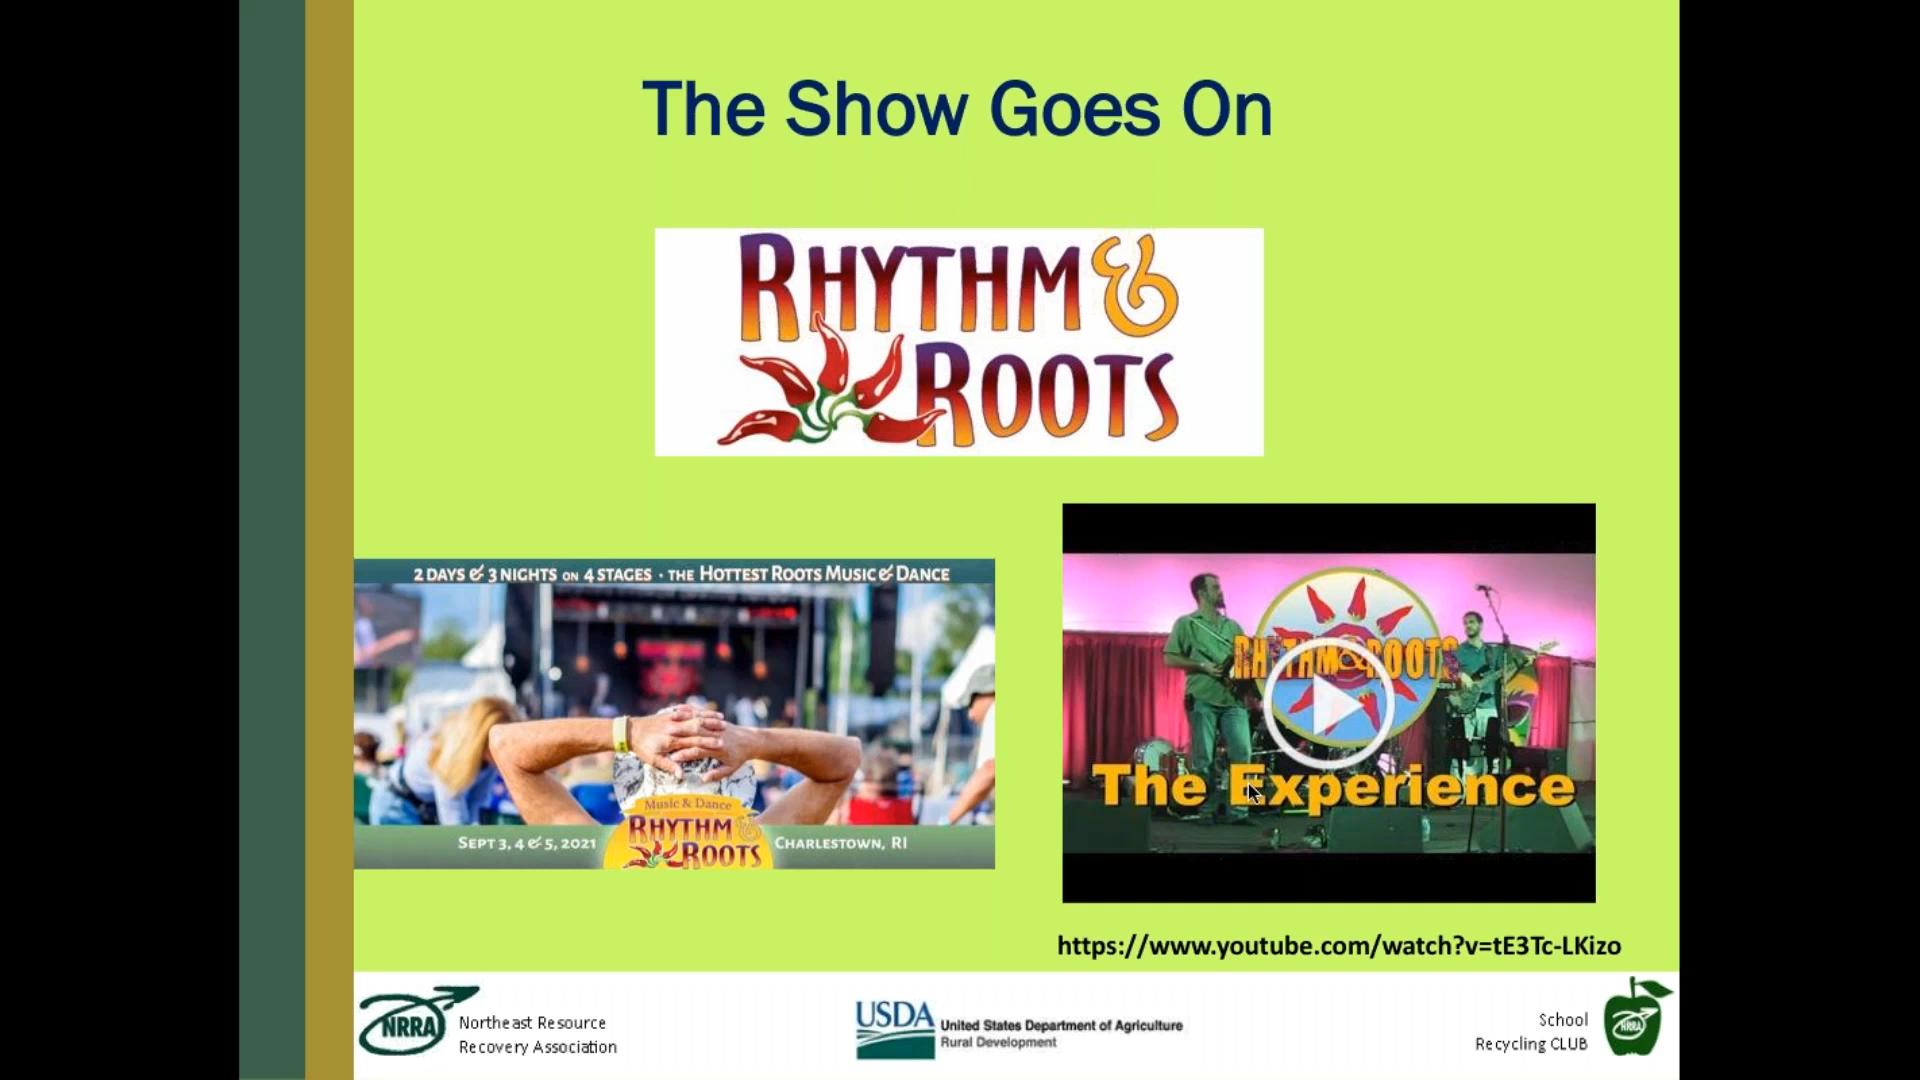 The Show Goes On
RHYTHM &
ROOTS
2 DAYS & 3 NIGHTS ON 4 STAGES · THE HOTTEST ROOTS MUSIC & DANCE
Music & Dance
RHYTHM &
ROOTS
SEPT 3, 4 & 5, 2021
CHARLESTOWN, RI
RHYTHM & ROOTS
The Experience
https://www.youtube.com/watch?v=tE3Tc-LKizo
NRRA
Northeast Resource
Recovery Association
USDA
United States Department of Agriculture
Rural Development
School
Recycling CLUB
NRRA